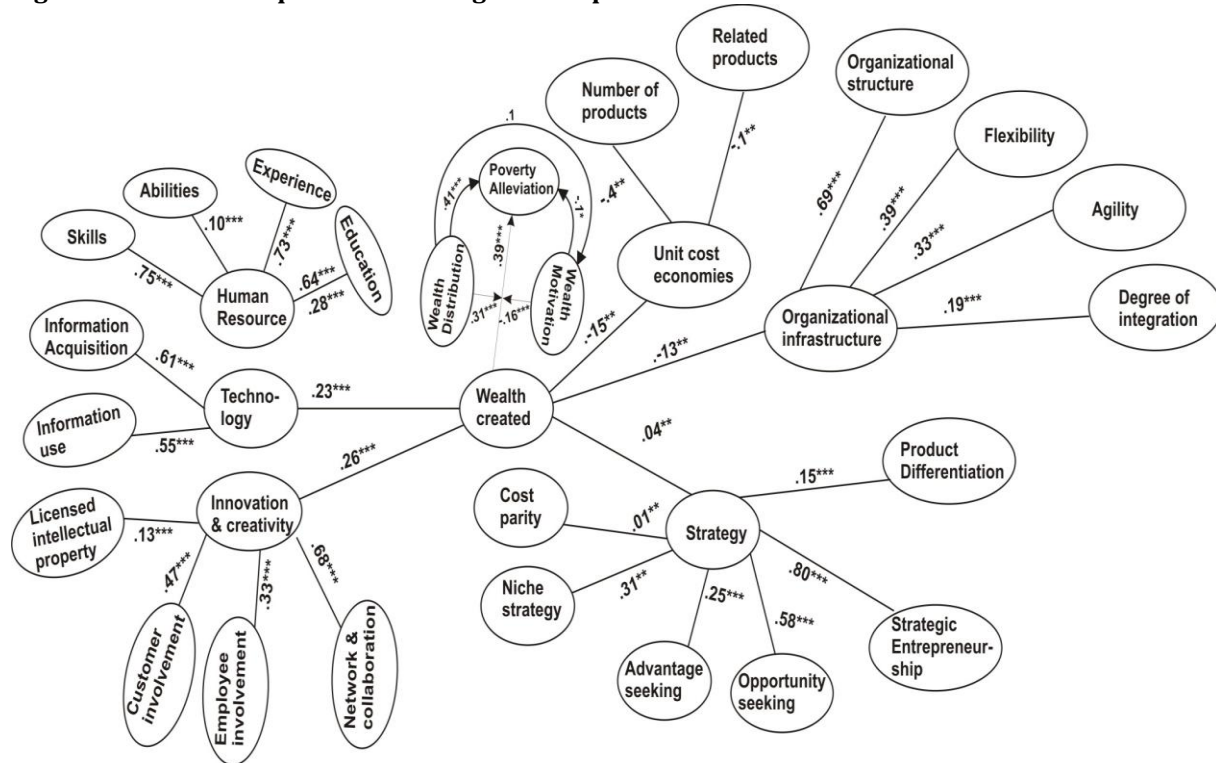 Related
products
Number of
products
Organizational
structure
Flexibility
Agility
Degree of
integration
Unit cost
economies
Organizational
infrastructure
-.4**
-.1**
.69***
.39***
.33***
.19***
.1
Poverty
Alleviation
.41***
-.1*
.39***
Wealth
Distribution
Wealth
Motivation
.31***
-.16***
Experience
Abilities
Skills
Education
.10***
.73***
.75***
.64***
.28***
Human
Resource
Information
Acquisition
.61***
Techno-
logy
Information
use
.55***
.23***
Wealth
created
.-15**
.-13**
.04**
.26***
Innovation
& creativity
Licensed
intellectual
property
.13***
.47***
.33***
.68***
Customer
involvement
Employee
involvement
Network &
collaboration
Cost
parity
.01**
Strategy
.15***
Product
Differentiation
Niche
strategy
.31**
.25***
.58***
.80***
Strategic
Entrepreneur-
ship
Advantage
seeking
Opportunity
seeking